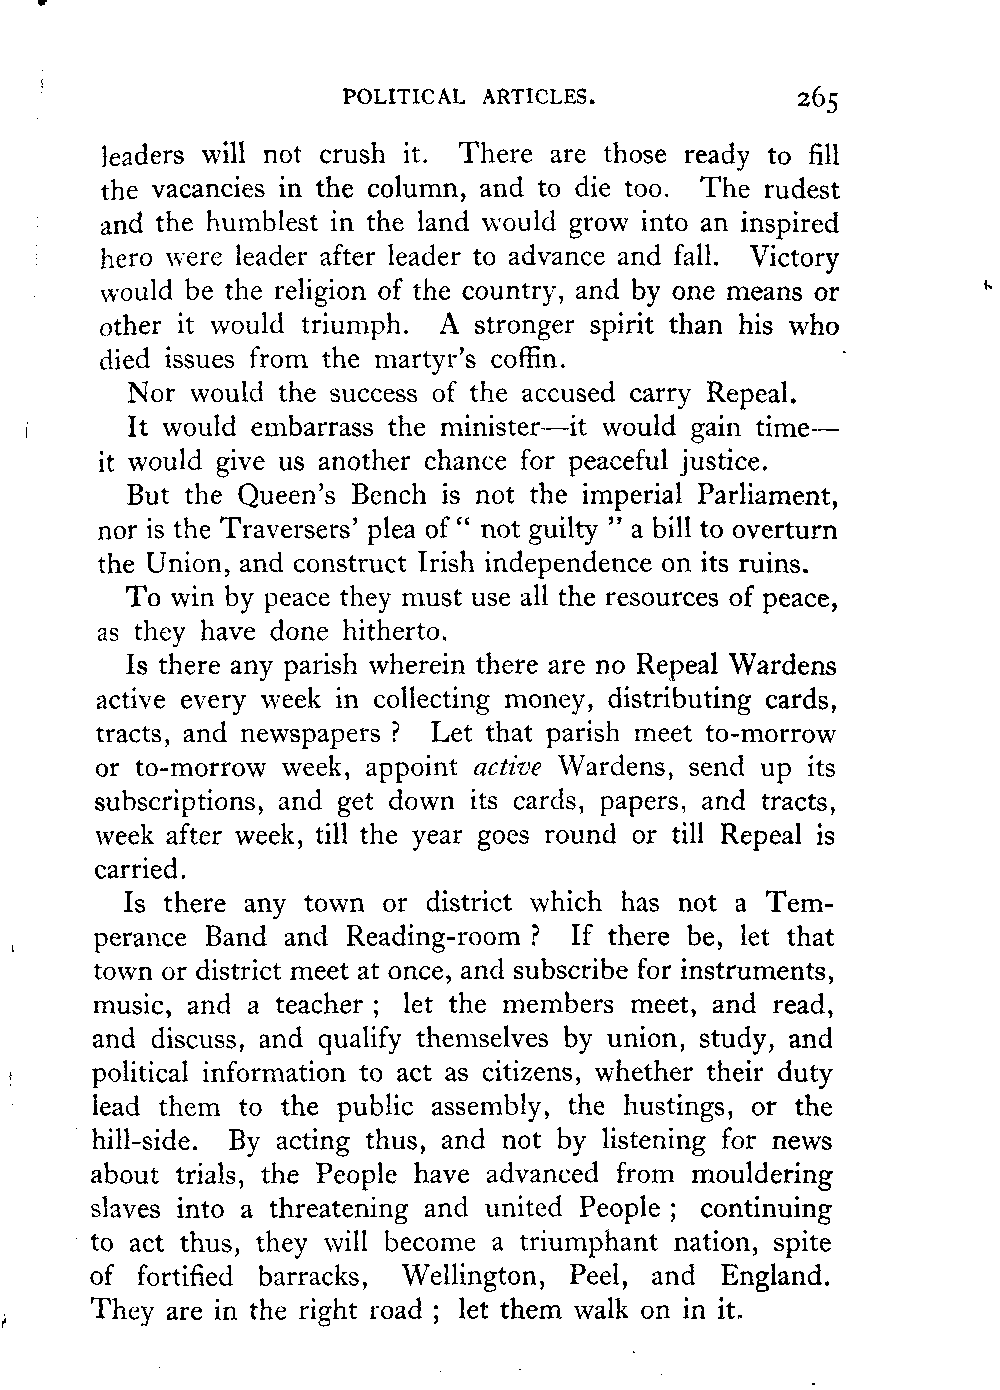 POLITICAL ARTICLES. 265
leaders will not crush it. There are those ready to fill
the vacancies in the column, and to die too. The rudest
and the humblest in the land would grow into an inspired
hero were leader after leader to advance and fall. Victory
would be the religion of the country, and by one means or
other it would triumph. A stronger spirit than his who
died issues from the martyr's coffin.
Nor would the success of the accused carry Repeal.
It would embarrass the minister—it would gain time—
it would give us another chance for peaceful justice.
But the Queen's Bench is not the imperial Parliament,
nor is the Traversers' plea of “ not guilty ” a bill to overturn
the Union, and construct Irish independence on its ruins.
To win by peace they must use all the resources of peace,
as they have done hitherto.
Is there any parish wherein there are no Repeal Wardens
active every week in collecting money, distributing cards,
tracts, and newspapers ? Let that parish meet to-morrow
or to-morrow week, appoint active Wardens, send up its
subscriptions, and get down its cards, papers, and tracts,
week after week, till the year goes round or till Repeal is
carried.
Is there any town or district which has not a Tem-
perance Band and Reading-room ? If there be, let that
town or district meet at once, and subscribe for instruments,
music, and a teacher ; let the members meet, and read,
and discuss, and qualify themselves by union, study, and
political information to act as citizens, whether their duty
lead them to the public assembly, the hustings, or the
hill-side. By acting thus, and not by listening for news
about trials, the People have advanced from mouldering
slaves into a threatening and united People ; continuing
to act thus, they will become a triumphant nation, spite
of fortified barracks, Wellington, Peel, and England.
They are in the right road ; let them walk on in it.